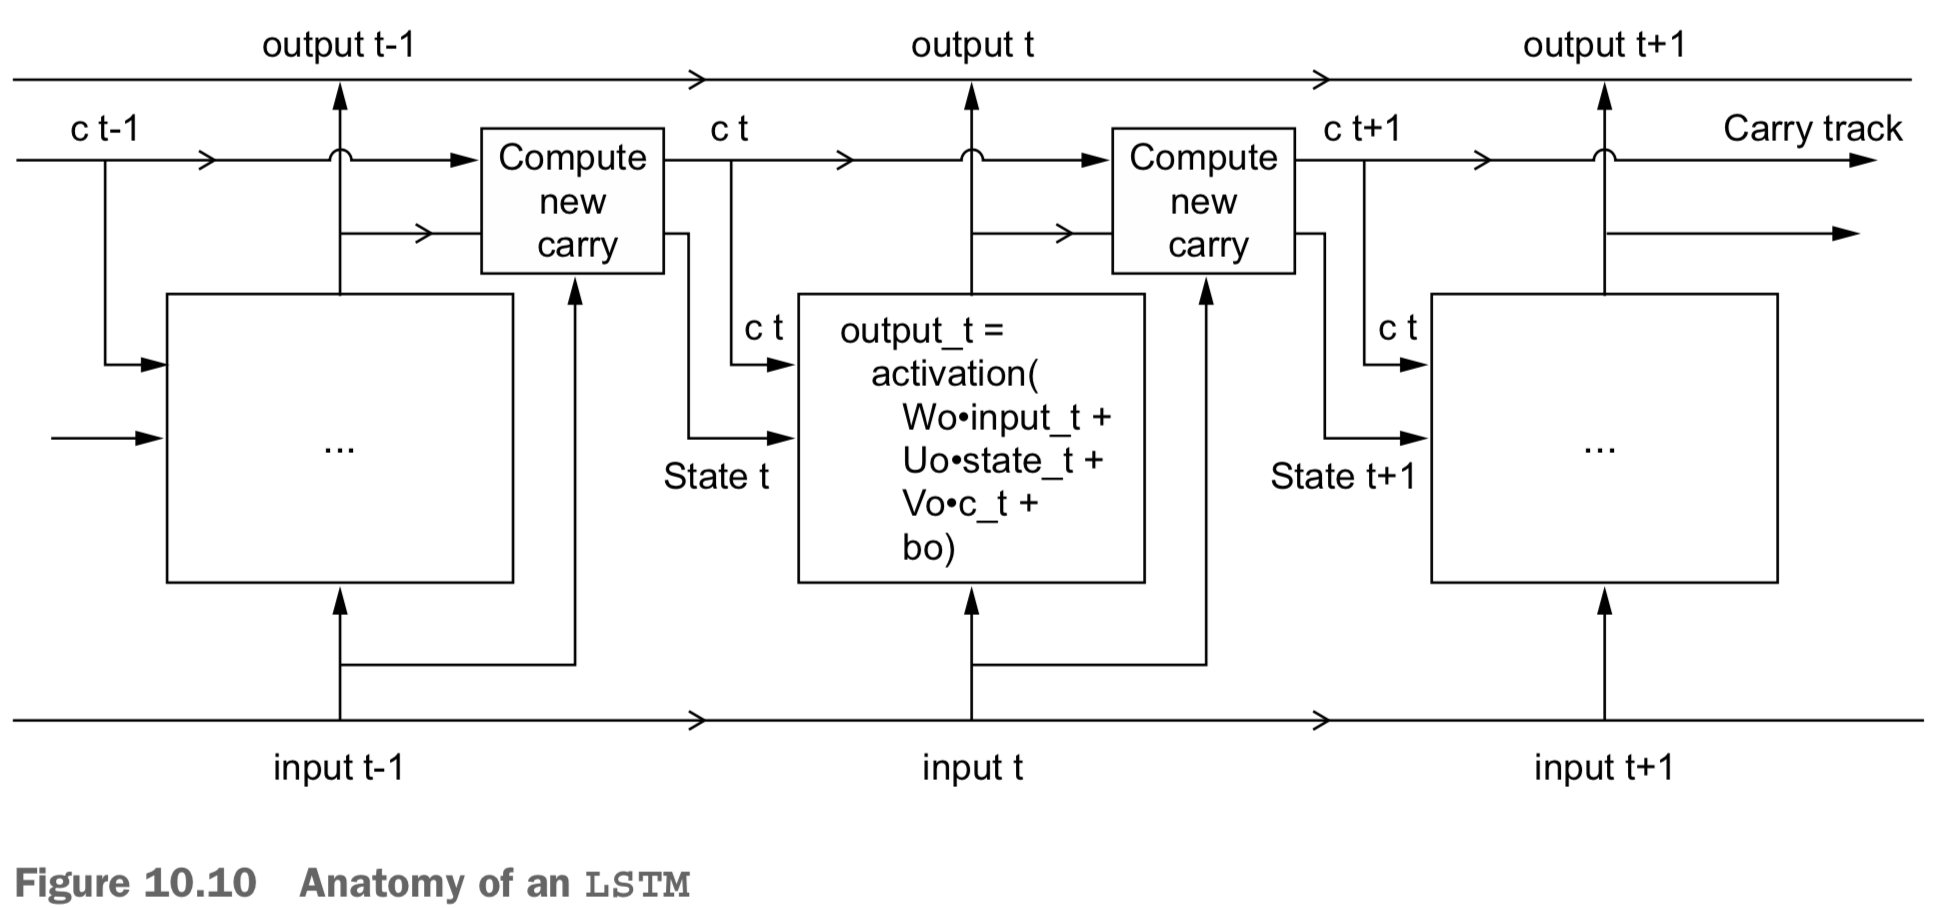 output t-1
output t
output t+1
c t-1
c t
c t+1
Carry track
Compute
new
carry
Compute
new
carry
c t
c t
...
output_t =
activation(
Wo•input_t +
Uo•state_t +
Vo•c_t +
bo)
...
State t
State t+1
input t-1
input t
input t+1
Figure 10.10 Anatomy of an LSTM